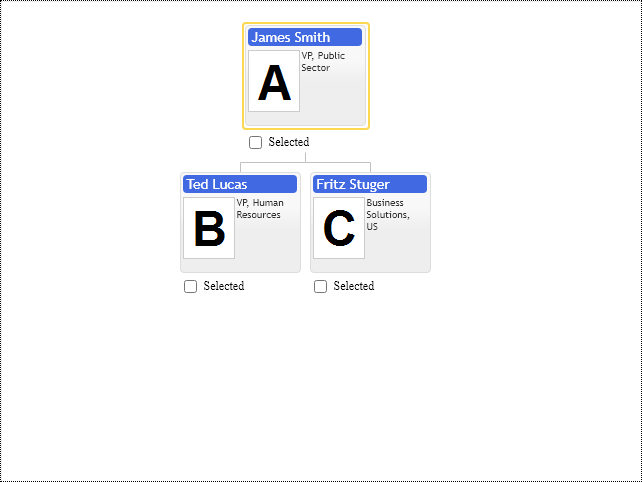 James Smith
A
VP, Public
Sector
Selected
Ted Lucas
B
VP, Human
Resources
Selected
Fritz Stuger
C
Business
Solutions,
US
Selected